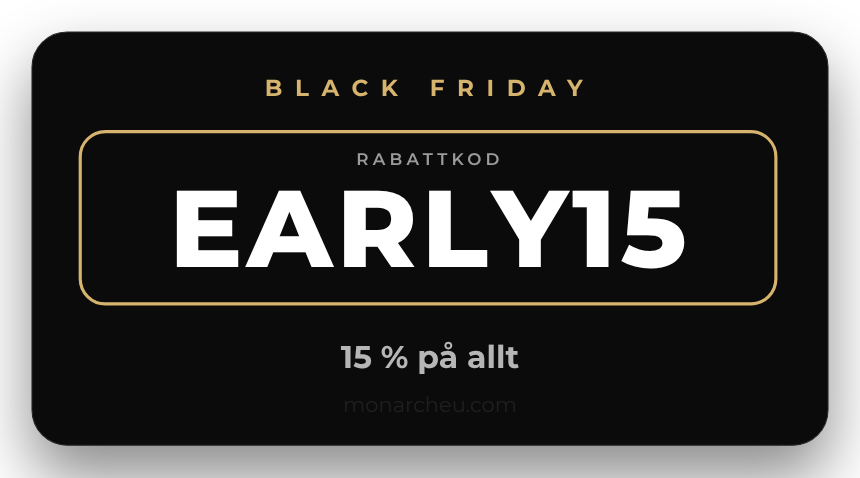 BLACK FRIDAY
RABATTKOD
EARLY15
15 % på allt
monarcheu.com